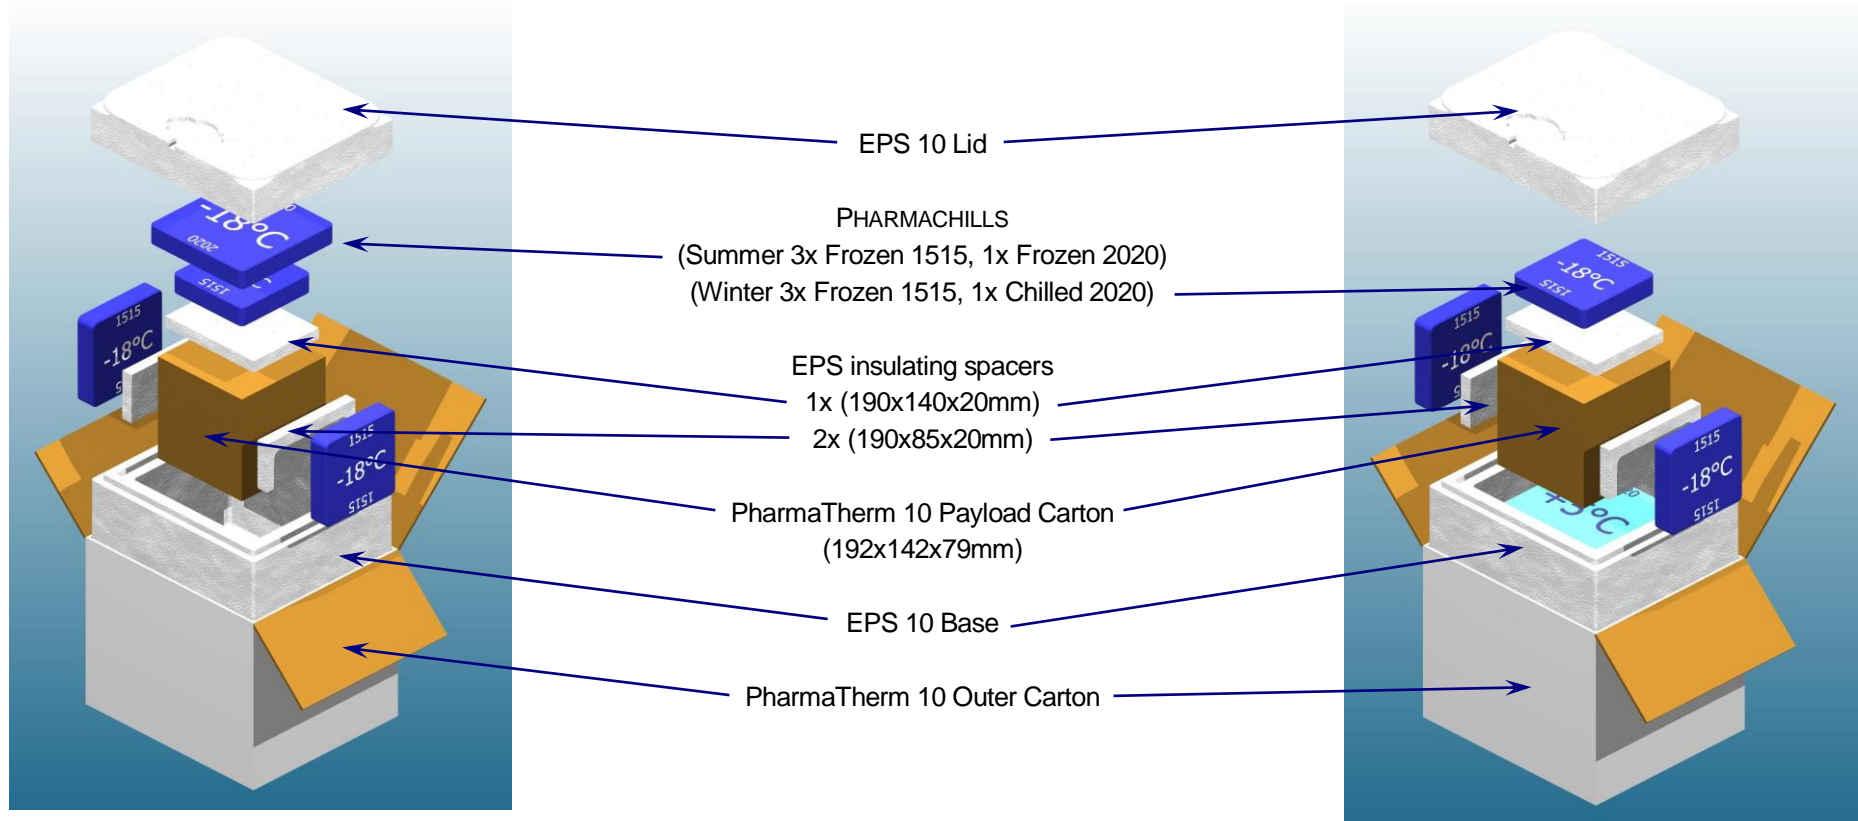 EPS 10 Lid
PHARMACHILLS
(Summer 3x Frozen 1515, 1x Frozen 2020)
(Winter 3x Frozen 1515, 1x Chilled 2020)
EPS insulating spacers
1x (190x140x20mm)
2x (190x85x20mm)
PharmaTherm 10 Payload Carton
(192x142x79mm)
EPS 10 Base
PharmaTherm 10 Outer Carton
-18°C
2020
1515
1515
-18°C
1515
-18°C
1515
1515
-18°C
1515
1515
-18°C
1515
-18°C
1515
+5°C